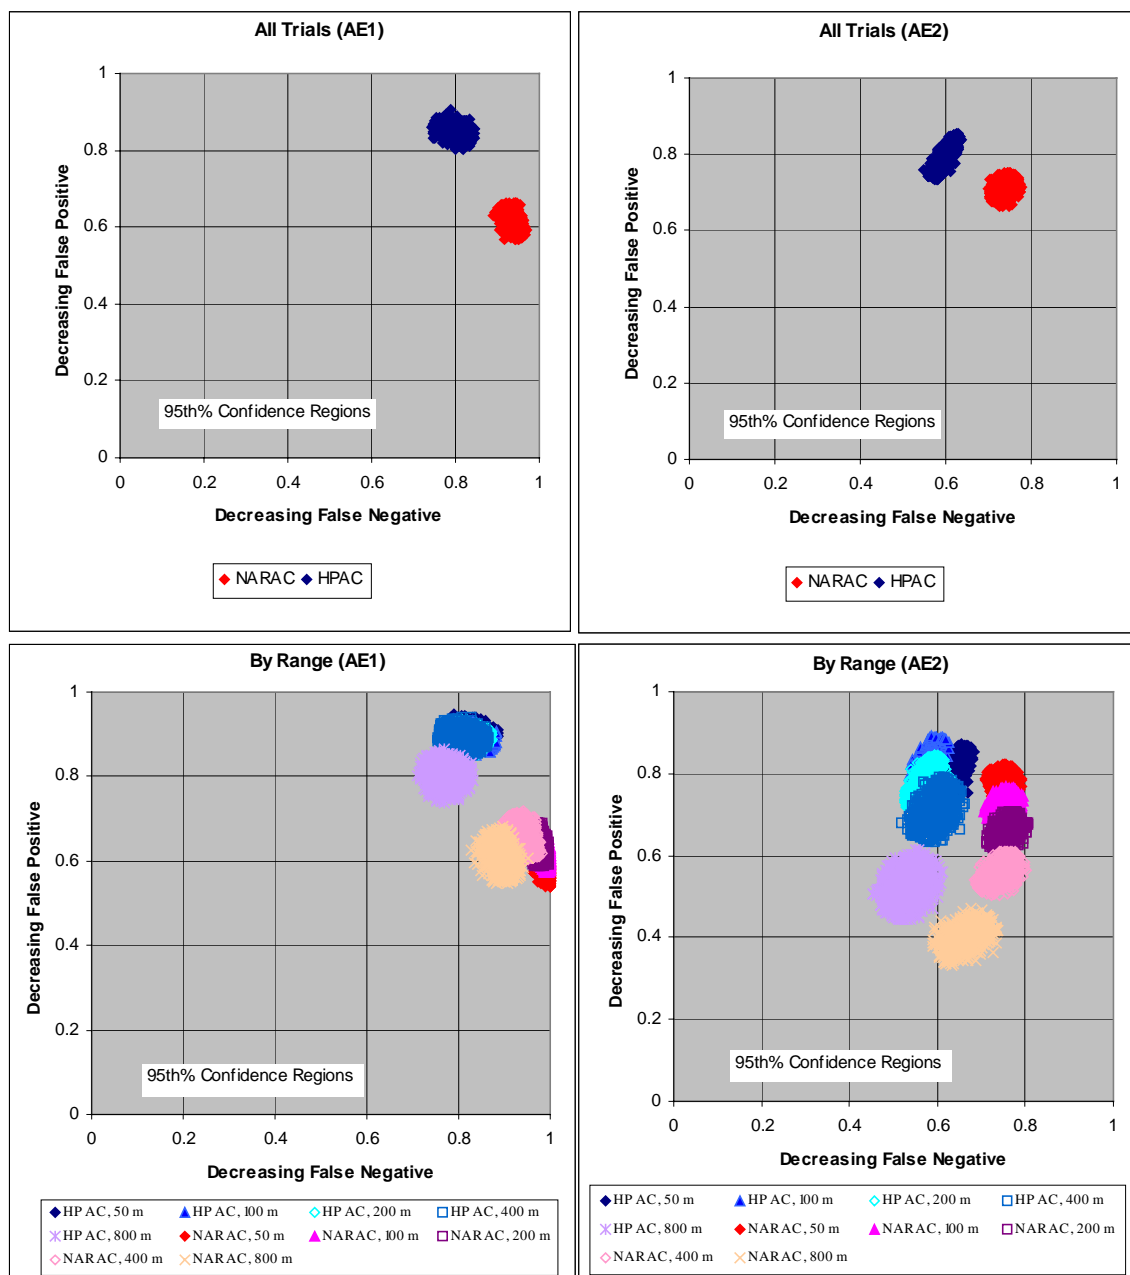 All Trials (AE1)
1
0.8
0.6
0.4
0.2
0
Decreasing False Positive
95th% Confidence Regions
0 0.2 0.4 0.6 0.8 1
Decreasing False Negative
NARAC HPAC
All Trials (AE2)
1
0.8
0.6
0.4
0.2
0
Decreasing False Positive
95th% Confidence Regions
0 0.2 0.4 0.6 0.8 1
Decreasing False Negative
NARAC HPAC
By Range (AE1)
1
0.8
0.6
0.4
0.2
0
Decreasing False Positive
95th% Confidence Regions
0 0.2 0.4 0.6 0.8 1
Decreasing False Negative
HPAC, 50 m HPAC, 100 m HPAC, 200 m HPAC, 400 m
HPAC, 800 m NARAC, 50 m NARAC, 100 m NARAC, 200 m
NARAC, 400 m NARAC, 800 m
By Range (AE2)
1
0.8
0.6
0.4
0.2
0
Decreasing False Positive
95th% Confidence Regions
0 0.2 0.4 0.6 0.8 1
Decreasing False Negative
HPAC, 50 m HPAC, 100 m HPAC, 200 m HPAC, 400 m
HPAC, 800 m NARAC, 50 m NARAC, 100 m NARAC, 200 m
NARAC, 400 m NARAC, 800 m